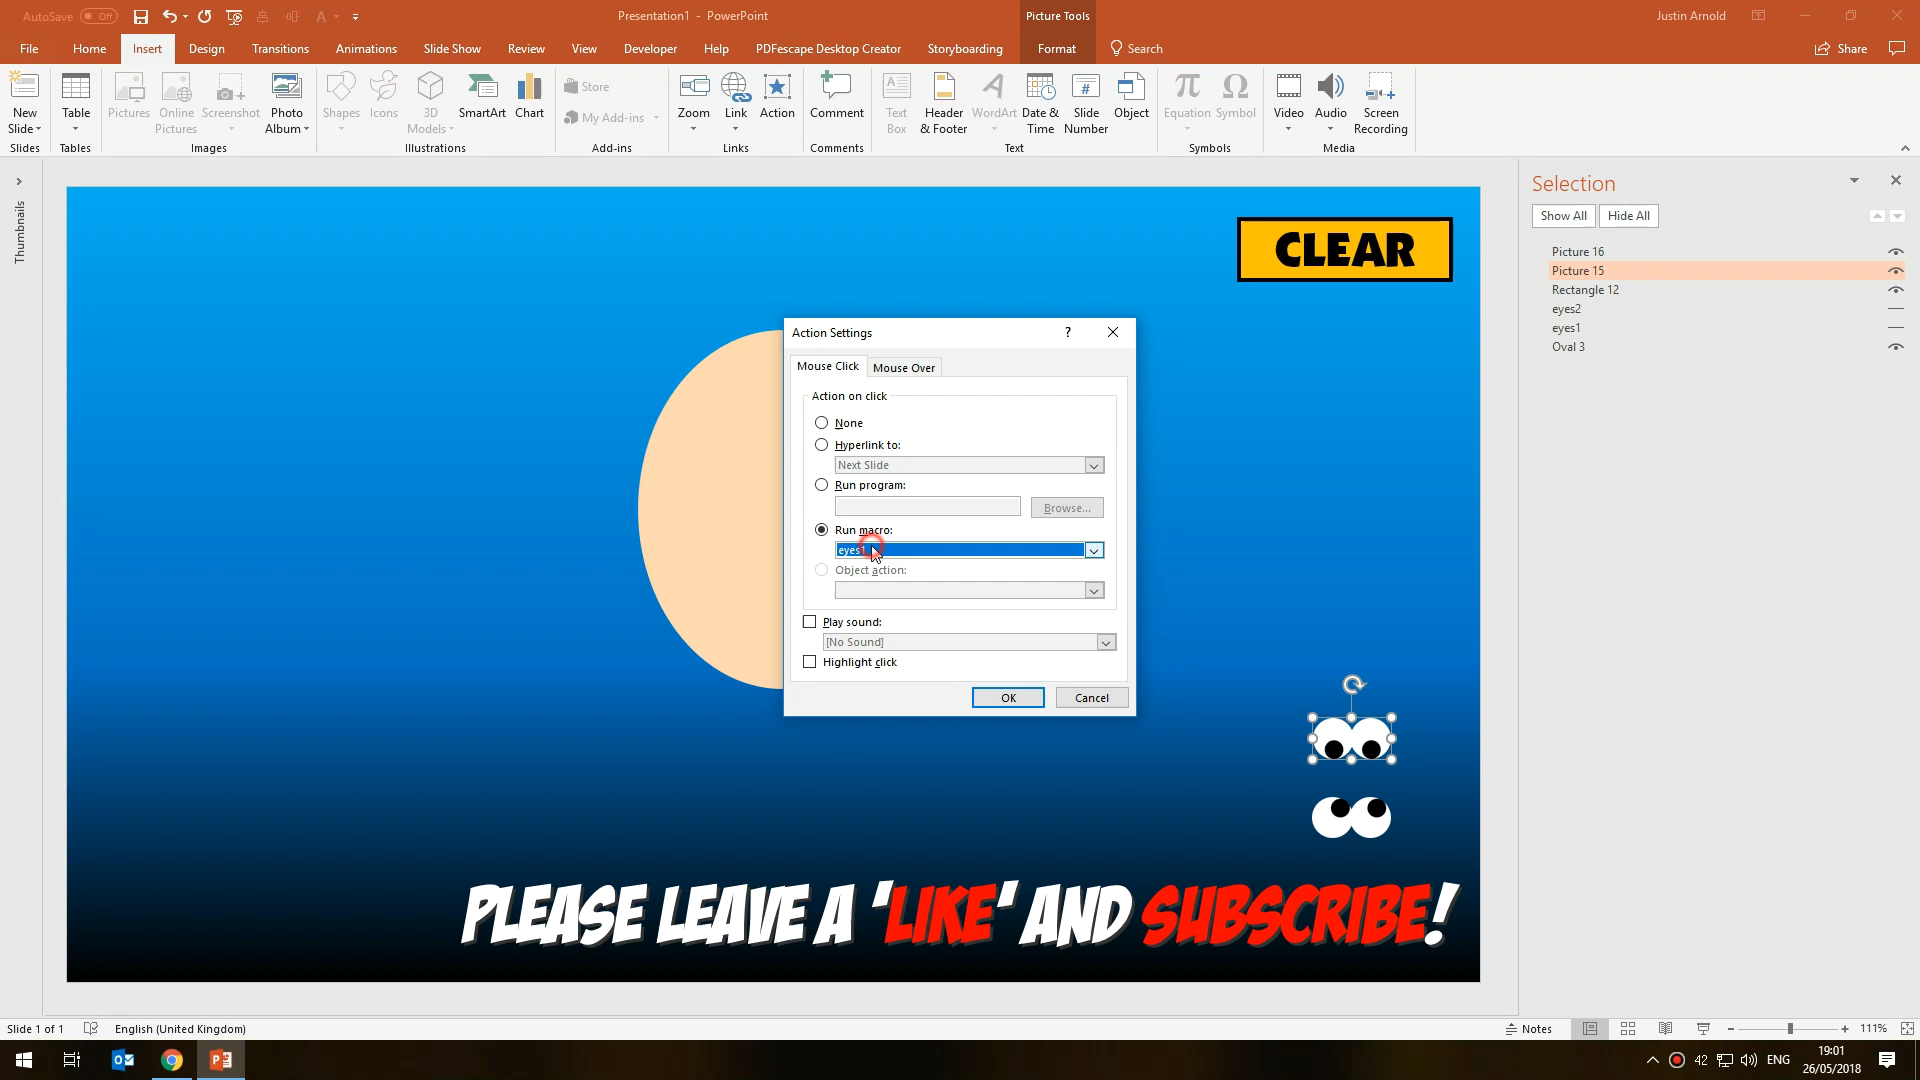 AutoSave Off
Presentation1 - PowerPoint
Picture Tools
Justin Arnold
File Home Insert Design Transitions Animations Slide Show Review View Developer Help PDFescape Desktop Creator Storyboarding Format Search Share
New Slide
Table
Pictures
Online Pictures
Screenshot
Photo Album
Shapes
Icons
3D Models
SmartArt
Chart
Store
My Add-ins
Zoom
Link
Action
Comment
Text Box
Header & Footer
WordArt
Date & Time
Slide Number
Object
Equation
Symbol
Video
Audio
Screen Recording
Slides Tables Images Illustrations Add-ins Links Comments Text Symbols Media
Thumbnails
CLEAR
Action Settings
Mouse Click Mouse Over
Action on click
None
Hyperlink to:
Next Slide
Run program:
Browse...
Run macro:
eyes1
Object action:
Play sound:
[No Sound]
Highlight click
OK Cancel
PLEASE LEAVE A 'LIKE' AND SUBSCRIBE!
Selection
Show All Hide All
Picture 16
Picture 15
Rectangle 12
eyes2
eyes1
Oval 3
Slide 1 of 1 English (United Kingdom) Notes 111%
42 ENG
19:01
26/05/2018